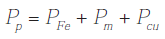 P_p = P_Fe + P_m + P_cu